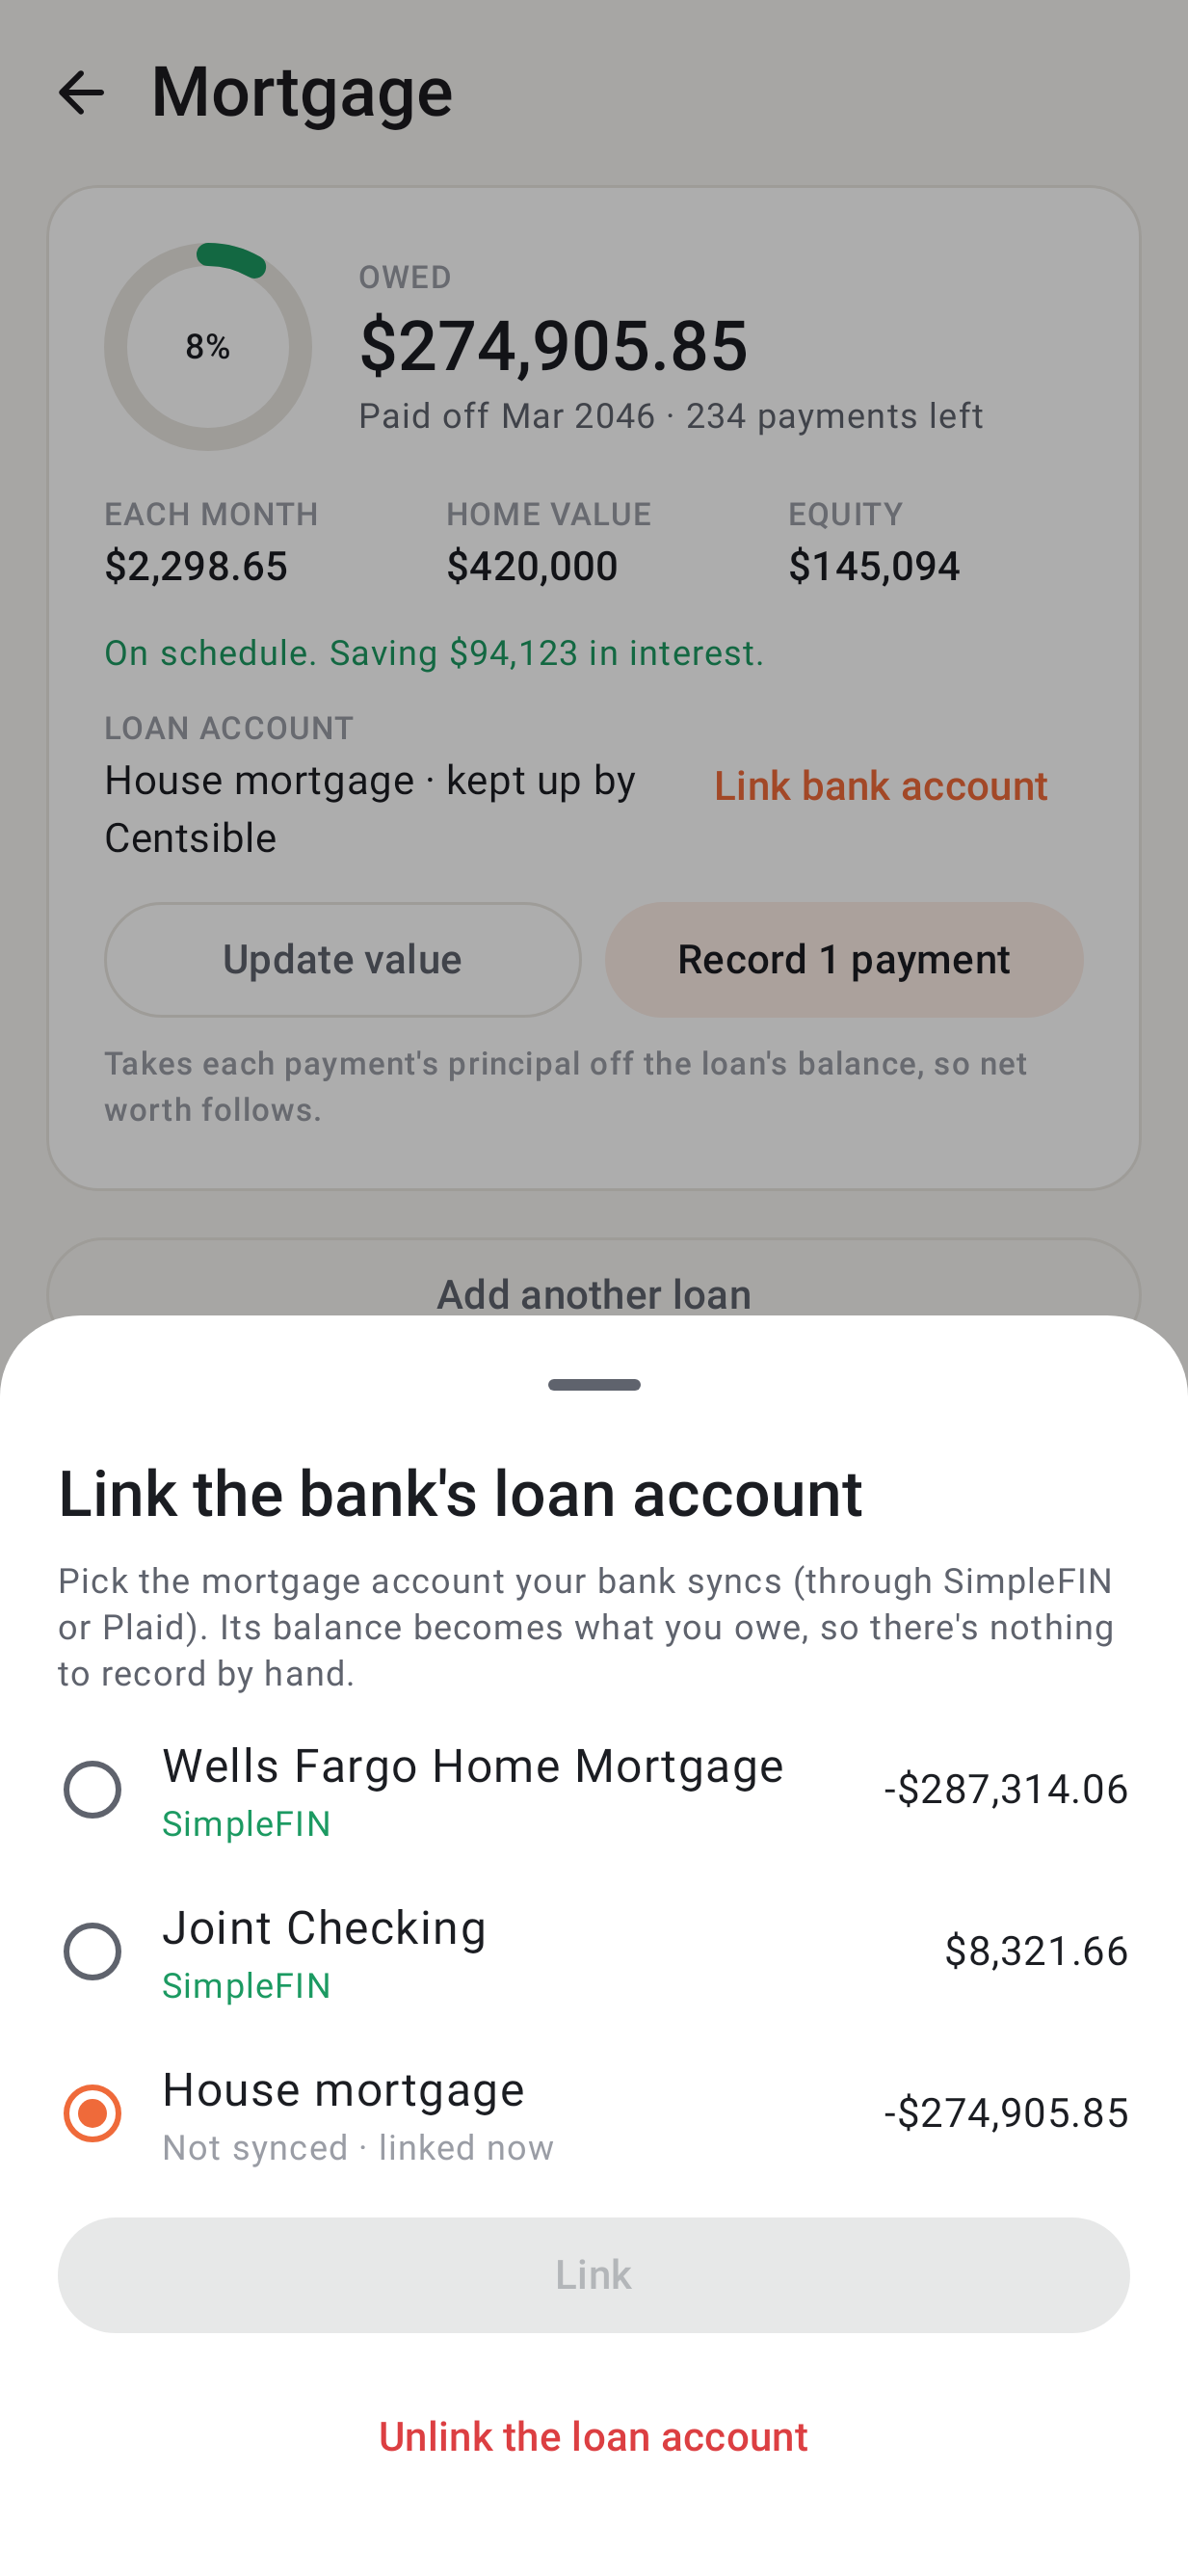 Mortgage
8%
OWED
$274,905.85
Paid off Mar 2046 · 234 payments left
EACH MONTH
$2,298.65
HOME VALUE
$420,000
EQUITY
$145,094
On schedule. Saving $94,123 in interest.
LOAN ACCOUNT
House mortgage · kept up by
Centsible
Link bank account
Update value
Record 1 payment
Takes each payment's principal off the loan's balance, so net
worth follows.
Add another loan
Link the bank's loan account
Pick the mortgage account your bank syncs (through SimpleFIN
or Plaid). Its balance becomes what you owe, so there's nothing
to record by hand.
Wells Fargo Home Mortgage
SimpleFIN
-$287,314.06
Joint Checking
SimpleFIN
$8,321.66
House mortgage
Not synced · linked now
-$274,905.85
Link
Unlink the loan account